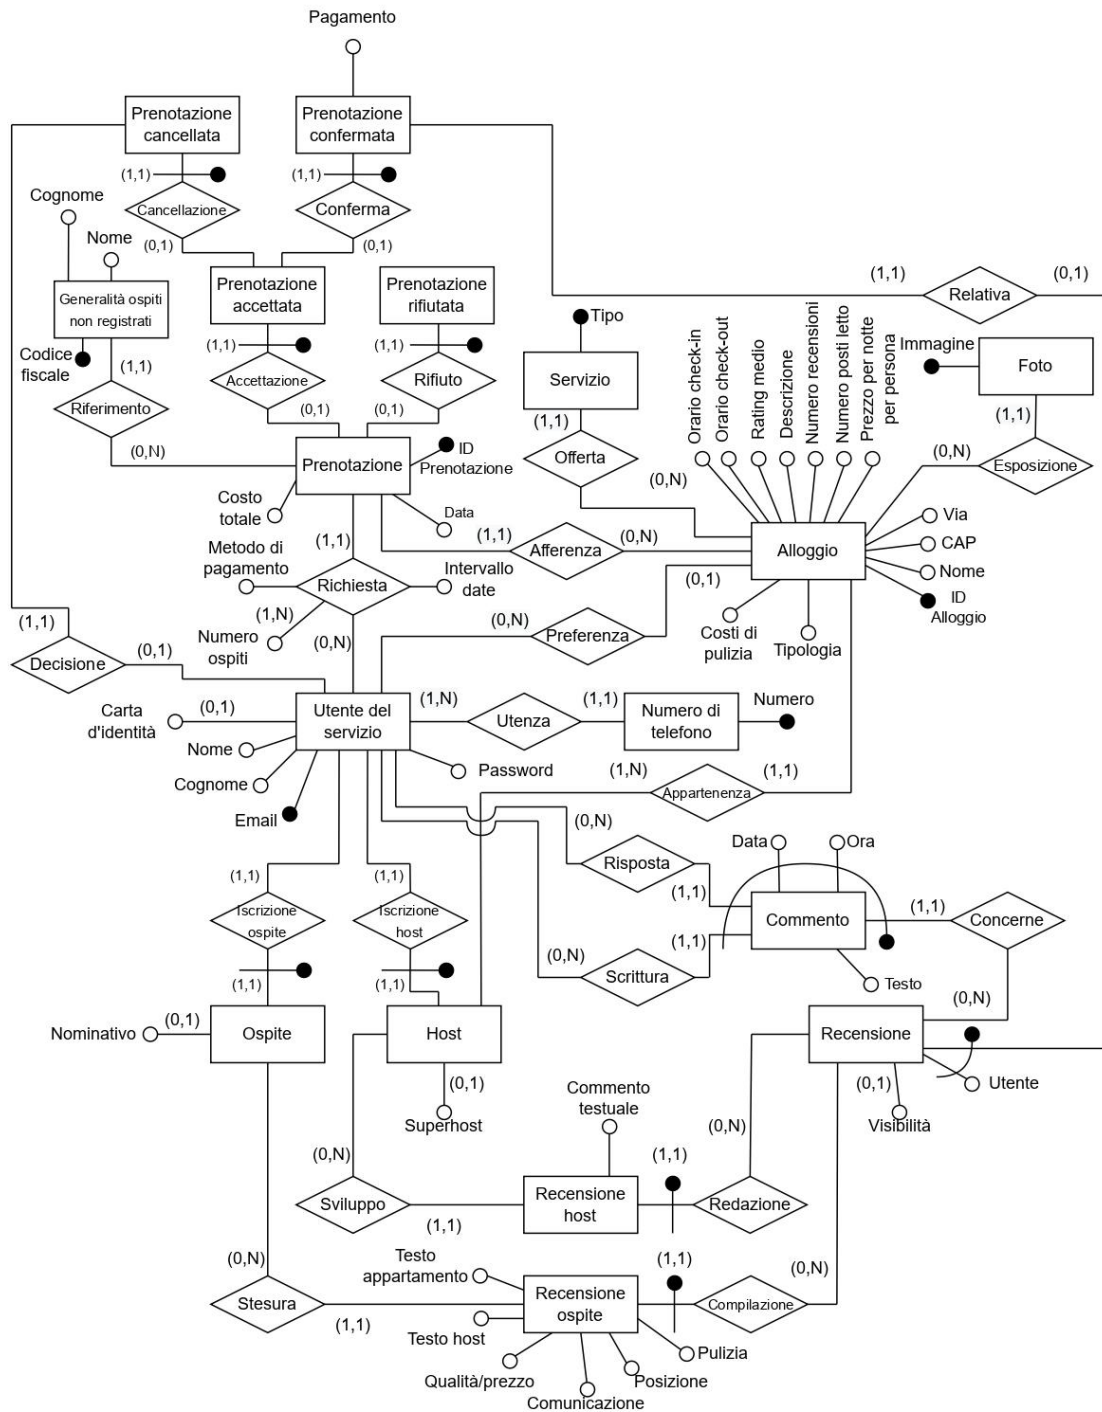 Pagamento
Prenotazione
cancellata
Prenotazione
confermata
(1,1)
(1,1)
Cognome
Cancellazione
Conferma
Nome
(0,1)
(0,1)
Generalità ospiti
non registrati
Prenotazione
accettata
Prenotazione
rifiutata
(1,1)
Relativa
(0,1)
Codice
fiscale
(1,1)
(1,1)
(1,1)
Tipo
Servizio
Orario check-in
Orario check-out
Rating medio
Descrizione
Numero recensioni
Numero posti letto
Prezzo per notte
per persona
Immagine
Foto
Riferimento
Accettazione
Rifiuto
(0,1)
(0,1)
(1,1)
(1,1)
(0,N)
Prenotazione
ID
Prenotazione
Offerta
(0,N)
(0,N)
Esposizione
Costo
totale
Data
Via
(1,1)
(1,1)
Afferenza
(0,N)
Alloggio
CAP
Metodo di
pagamento
Richiesta
Intervallo
date
(0,1)
Nome
ID
Alloggio
(1,N)
(0,N)
(1,1)
Numero
ospiti
(0,N)
Preferenza
Costi di
pulizia
Tipologia
Decisione
(0,1)
Carta
d'identità
(0,1)
Utente del
servizio
(1,N)
Utenza
(1,1)
Numero di
telefono
Numero
Nome
Cognome
Password
(1,N)
(1,1)
Appartenenza
Email
(0,N)
Data
Ora
Risposta
(1,1)
(1,1)
(1,1)
Iscrizione
ospite
Iscrizione
host
Commento
(1,1)
Concerne
(1,1)
(0,N)
Scrittura
Testo
(0,N)
(1,1)
(1,1)
Nominativo
(0,1)
Ospite
Host
Recensione
(0,1)
(0,1)
Utente
Superhost
Commento
testuale
Visibilità
(0,N)
(1,1)
(0,N)
Sviluppo
(1,1)
Recensione
host
Redazione
(0,N)
Testo
appartamento
(1,1)
(0,N)
Stesura
(1,1)
Recensione
ospite
Compilazione
Testo host
Pulizia
Qualità/prezzo
Posizione
Comunicazione